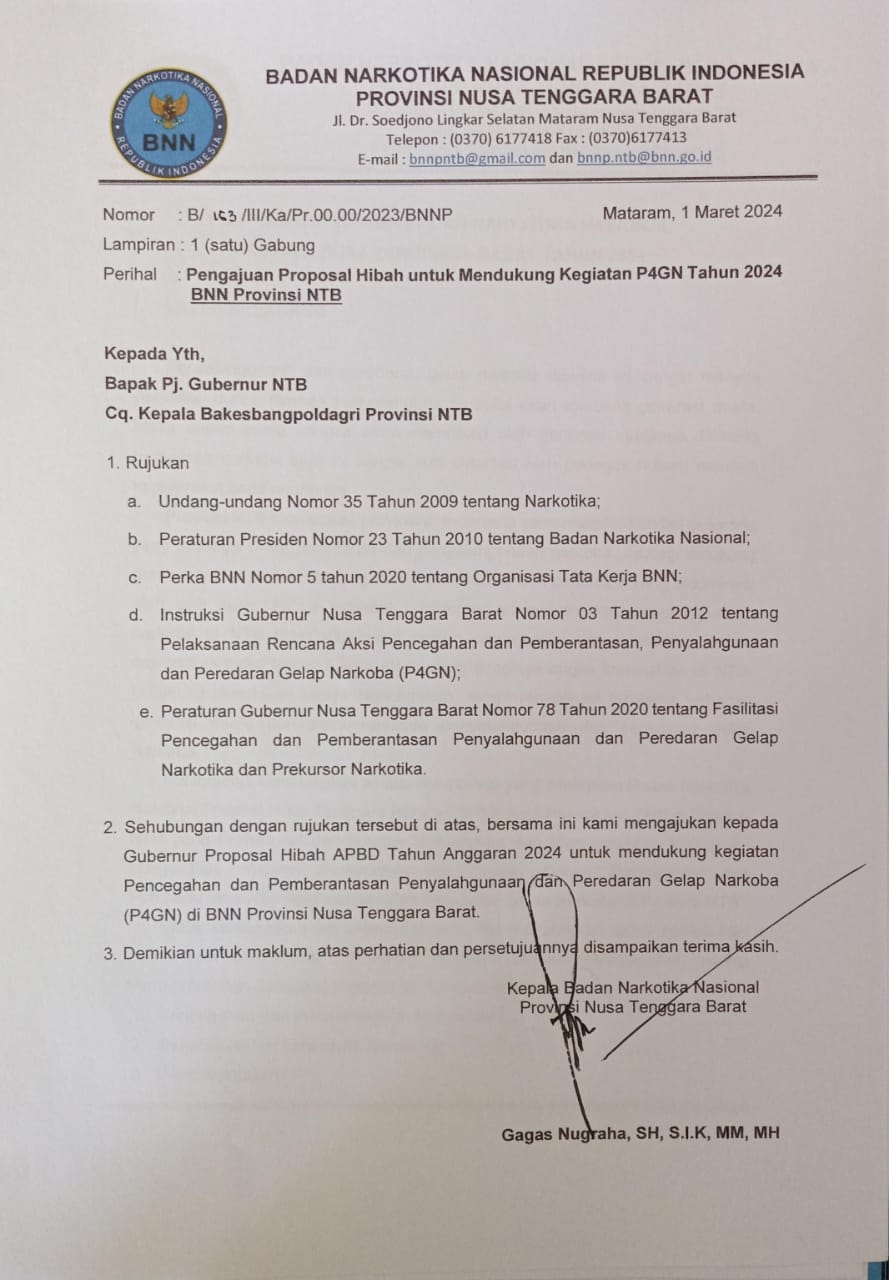 BADAN NARKOTIKA NASIONAL
BNN
REPUBLIK INDONESIA
BADAN NARKOTIKA NASIONAL REPUBLIK INDONESIA
PROVINSI NUSA TENGGARA BARAT
Jl. Dr. Soedjono Lingkar Selatan Mataram Nusa Tenggara Barat
Telepon : (0370) 6177418 Fax : (0370)6177413
E-mail : bnnpntb@gmail.com dan bnnp.ntb@bnn.go.id
Nomor : B/ 153 /III/Ka/Pr.00.00/2023/BNNP Mataram, 1 Maret 2024
Lampiran : 1 (satu) Gabung
Perihal : Pengajuan Proposal Hibah untuk Mendukung Kegiatan P4GN Tahun 2024
BNN Provinsi NTB
Kepada Yth,
Bapak Pj. Gubernur NTB
Cq. Kepala Bakesbangpoldagri Provinsi NTB
1. Rujukan
a. Undang-undang Nomor 35 Tahun 2009 tentang Narkotika;
b. Peraturan Presiden Nomor 23 Tahun 2010 tentang Badan Narkotika Nasional;
c. Perka BNN Nomor 5 tahun 2020 tentang Organisasi Tata Kerja BNN;
d. Instruksi Gubernur Nusa Tenggara Barat Nomor 03 Tahun 2012 tentang
Pelaksanaan Rencana Aksi Pencegahan dan Pemberantasan, Penyalahgunaan
dan Peredaran Gelap Narkoba (P4GN);
e. Peraturan Gubernur Nusa Tenggara Barat Nomor 78 Tahun 2020 tentang Fasilitasi
Pencegahan dan Pemberantasan Penyalahgunaan dan Peredaran Gelap
Narkotika dan Prekursor Narkotika.
2. Sehubungan dengan rujukan tersebut di atas, bersama ini kami mengajukan kepada
Gubernur Proposal Hibah APBD Tahun Anggaran 2024 untuk mendukung kegiatan
Pencegahan dan Pemberantasan Penyalahgunaan dan Peredaran Gelap Narkoba
(P4GN) di BNN Provinsi Nusa Tenggara Barat.
3. Demikian untuk maklum, atas perhatian dan persetujuannya disampaikan terima kasih.
Kepala Badan Narkotika Nasional
Provinsi Nusa Tenggara Barat
Gagas Nugraha, SH, S.I.K, MM, MH